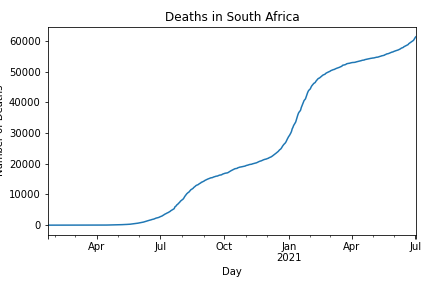 Deaths in South Africa
60000
50000
40000
30000
20000
10000
0
Number of Deaths
Apr
Jul
Oct
Jan
2021
Apr
Jul
Day